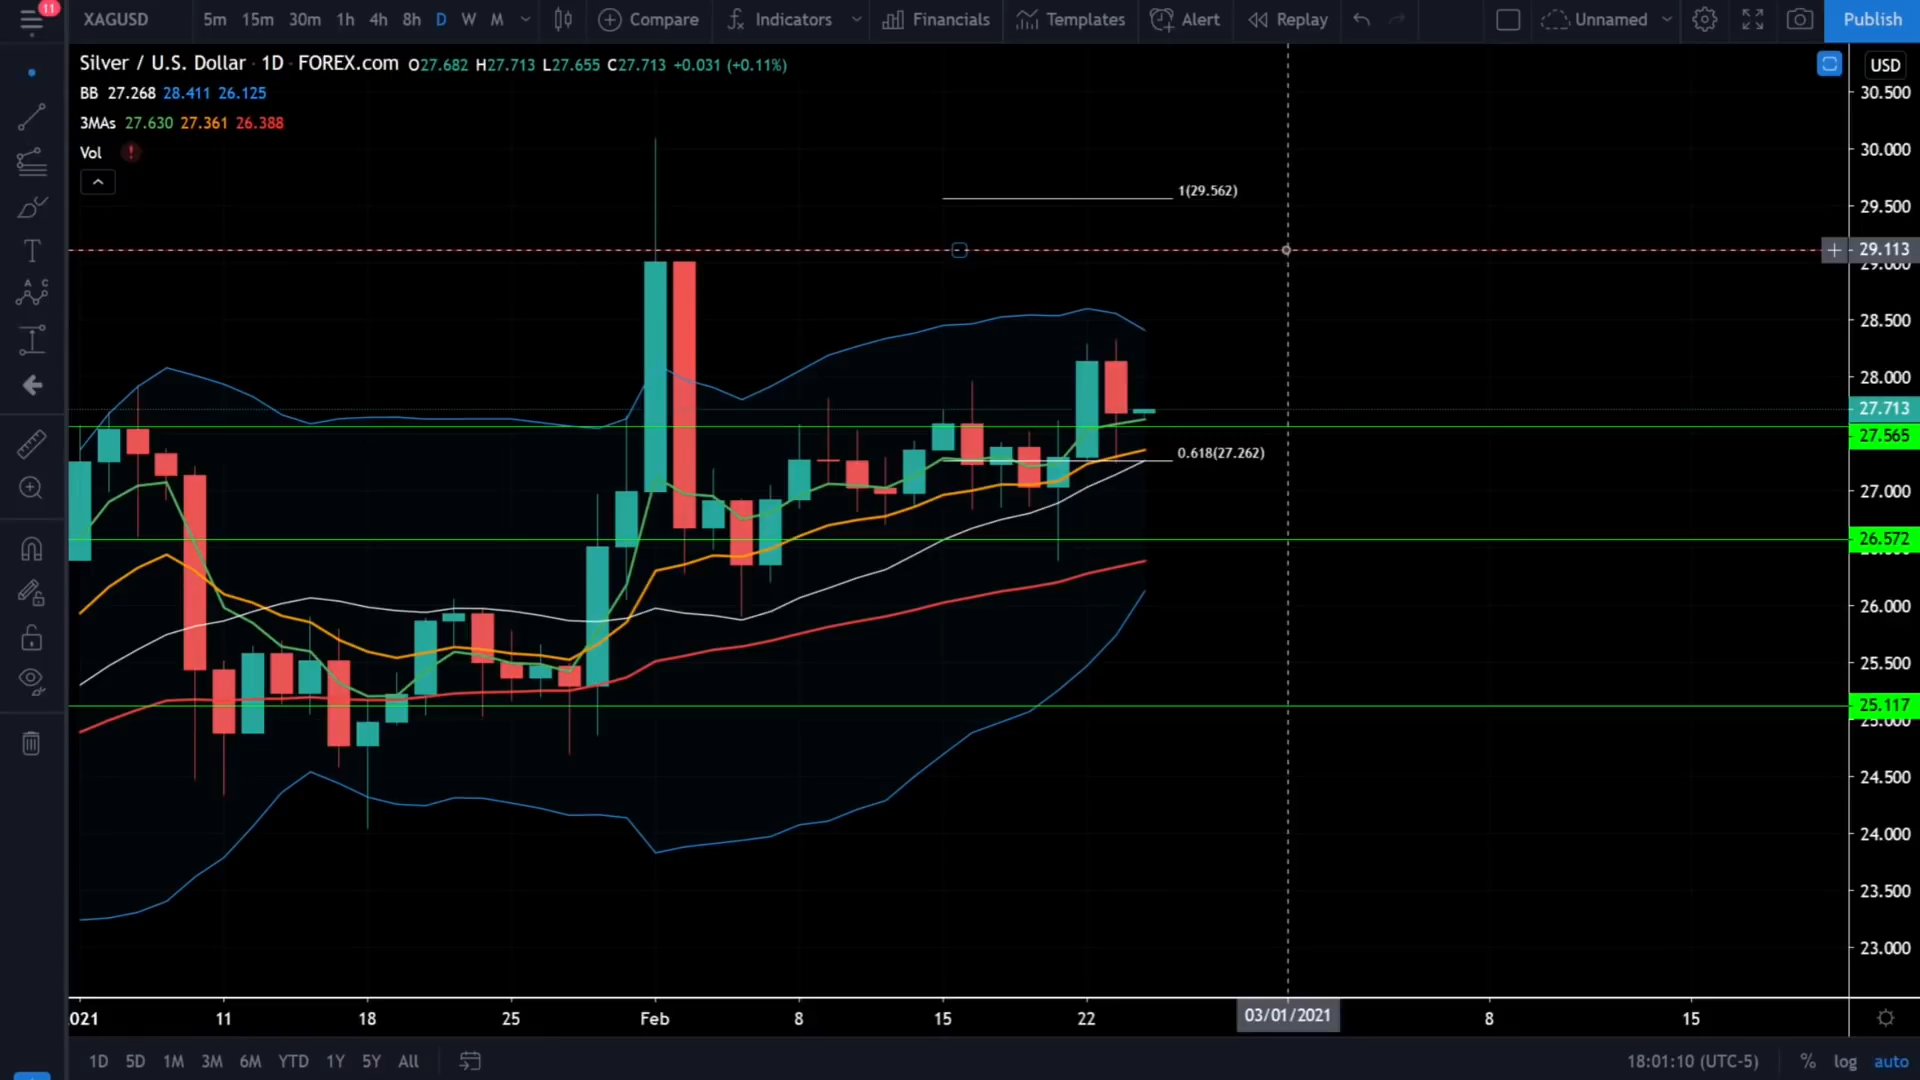 11
XAGUSD 5m 15m 30m 1h 4h 8h D W M Compare Indicators Financials Templates Alert Replay Unnamed Publish
Silver / U.S. Dollar · 1D · FOREX.com O27.682 H27.713 L27.655 C27.713 +0.031 (+0.11%)
USD
BB 27.268 28.411 26.125
3MAs 27.630 27.361 26.388
Vol !
30.500
30.000
1(29.562)
29.500
29.113
29.000
28.500
28.000
27.713
27.565
0.618(27.262)
27.000
26.572
26.000
25.500
25.117
25.000
24.500
24.000
23.500
23.000
2021 11 18 25 Feb 8 15 22 03/01/2021 8 15
1D 5D 1M 3M 6M YTD 1Y 5Y All 18:01:10 (UTC-5) % log auto